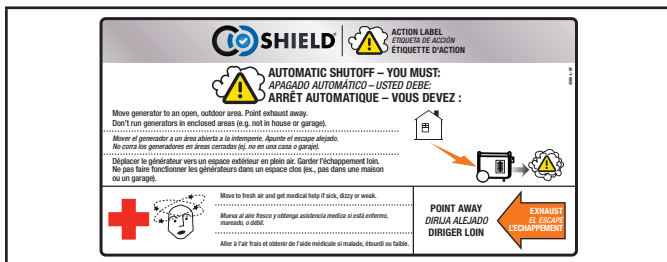 CO SHIELD®
ACTION LABEL
ETIQUETA DE ACCIÓN
ÉTIQUETTE D'ACTION
AUTOMATIC SHUTOFF – YOU MUST:
APAGADO AUTOMÁTICO – USTED DEBE:
ARRÊT AUTOMATIQUE – VOUS DEVEZ :
Move generator to an open, outdoor area. Point exhaust away.
Don't run generators in enclosed areas (e.g. not in house or garage).
Mover el generador a un área abierta a la intemperie. Apunte el escape alejado.
No corra los generadores en áreas cerradas (ej. no en una casa o garaje).
Déplacer le générateur vers un espace extérieur en plein air. Garder l'échappement loin.
Ne pas faire fonctionner les générateurs dans un espace clos (ex., pas dans une maison
ou un garage).
Move to fresh air and get medical help if sick, dizzy or weak.
Mueva al aire fresco y obtenga asistencia medica si está enfermo,
mareado, o débil.
Aller à l'air frais et obtenir de l'aide médicale si malade, étourdi ou faible.
POINT AWAY
DIRIJA ALEJADO
DIRIGER LOIN
EXHAUST
EL ESCAPE
L'ECHAPPEMENT